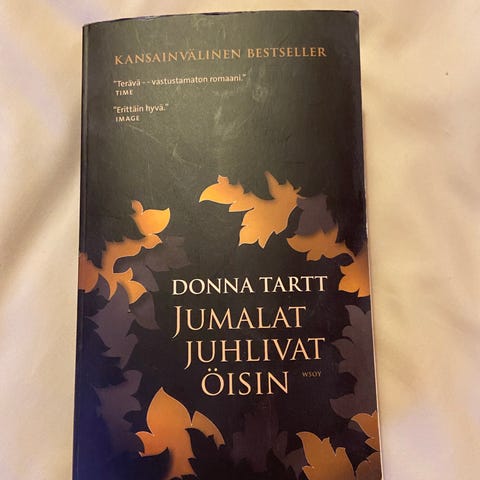 KANSAINVÄLINEN BESTSELLER
"Terävä - - vastustamaton romaani."
TIME
"Erittäin hyvä."
IMAGE
DONNA TARTT
JUMALAT
JUHLIVAT
ÖISIN
WSOY